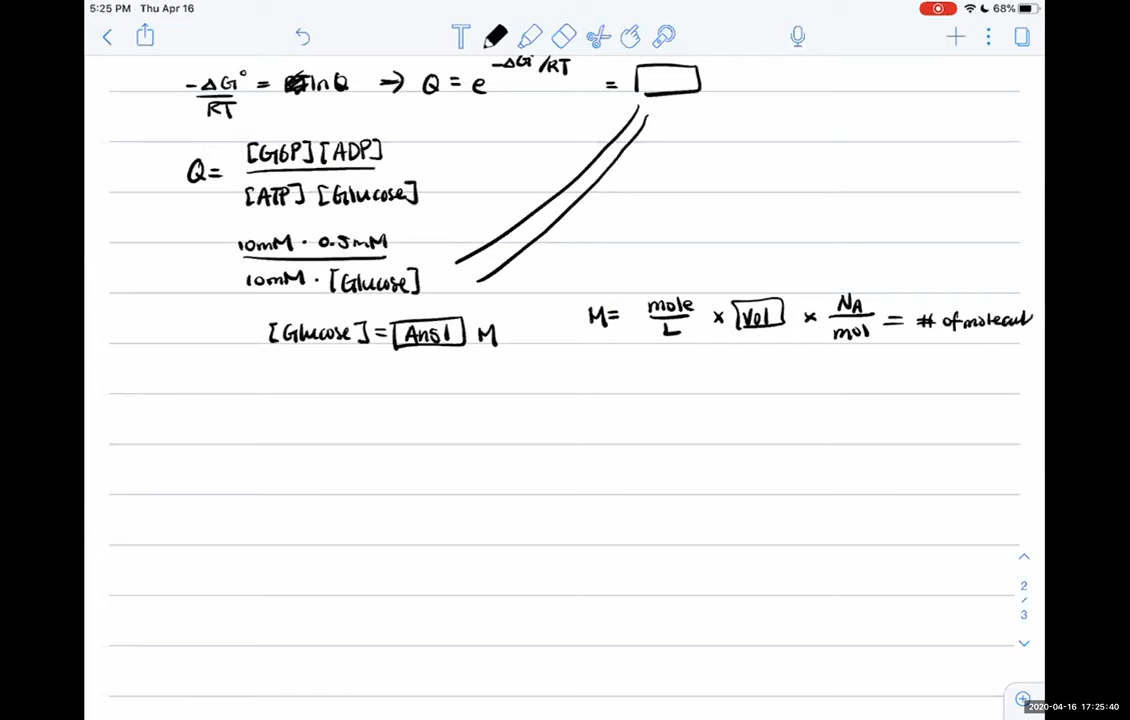 5:25 PM Thu Apr 16 68%
T
-ΔG° / RT = ln Q → Q = e^(-ΔG°/RT) =
Q = [G6P][ADP] / [ATP] [Glucose]
10mM · 0.5mM / 10mM · [Glucose]
[Glucose] = Ans1 M
M = mole / L × Vol × NA / mol = # of molecul
2
/
3
2020-04-16 17:25:40